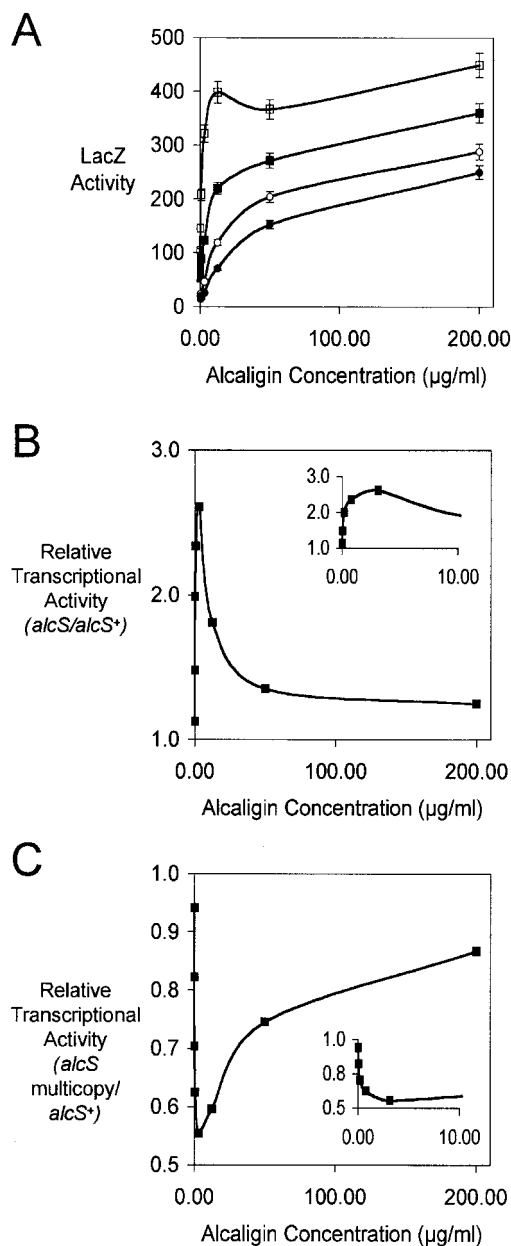 A
500
400
300
200
100
0
LacZ
Activity
0.00
100.00
200.00
Alcaligin Concentration (µg/ml)
B
3.0
2.0
1.0
Relative
Transcriptional
Activity
(alcS/alcS⁺)
3.0
2.0
1.0
0.00
10.00
0.00
100.00
200.00
Alcaligin Concentration (µg/ml)
C
1.0
0.9
0.8
0.7
0.6
0.5
Relative
Transcriptional
Activity
(alcS
multicopy/
alcS⁺)
1.0
0.8
0.5
0.00
10.00
0.00
100.00
200.00
Alcaligin Concentration (µg/ml)